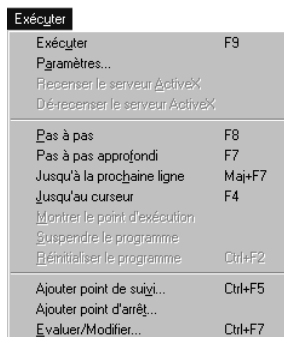 Exécuter
Exécuter F9
Paramètres...
Recenser le serveur ActiveX
Dé-recenser le serveur ActiveX
Pas à pas F8
Pas à pas approfondi F7
Jusqu'à la prochaine ligne Maj+F7
Jusqu'au curseur F4
Montrer le point d'exécution
Suspendre le programme
Réinitialiser le programme Ctrl+F2
Ajouter point de suivi... Ctrl+F5
Ajouter point d'arrêt...
Evaluer/Modifier... Ctrl+F7